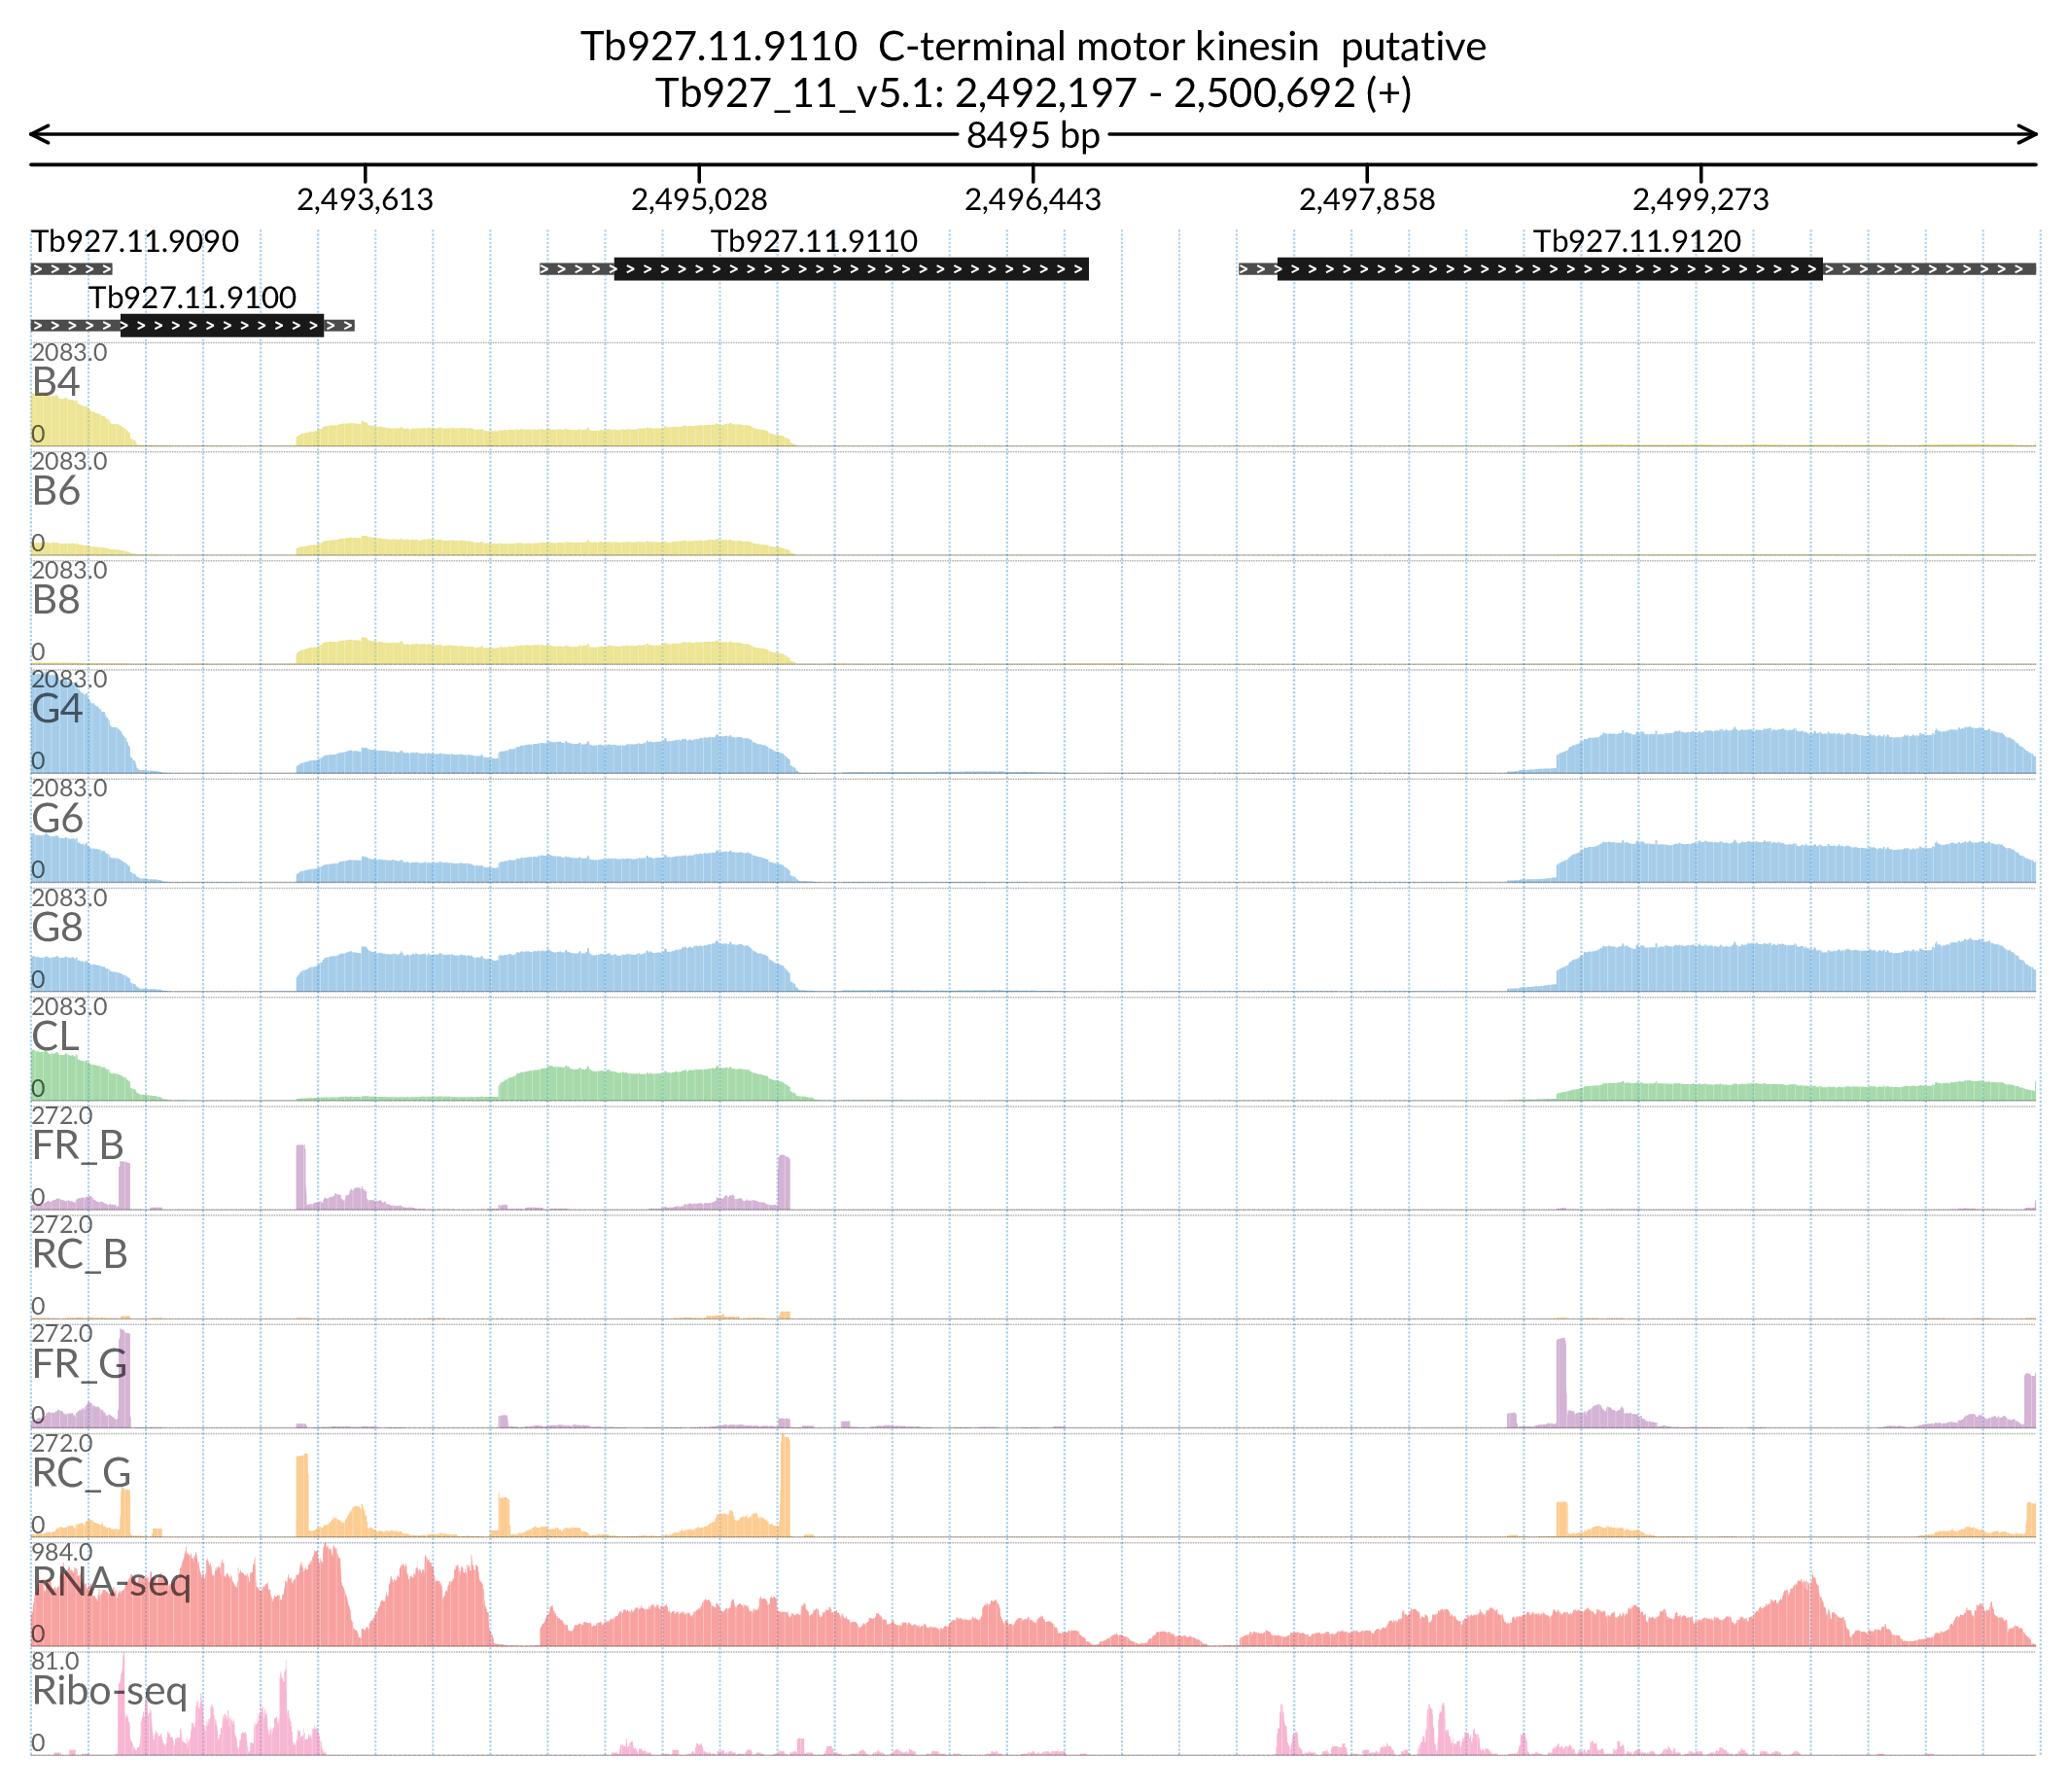 Tb927.11.9110  C-terminal motor kinesin  putative
Tb927_11_v5.1: 2,492,197 - 2,500,692 (+)
8495 bp
2,493,613 2,495,028 2,496,443 2,497,858 2,499,273
Tb927.11.9090 Tb927.11.9110 Tb927.11.9120
Tb927.11.9100
2083.0
B4
0
2083.0
B6
0
2083.0
B8
0
2083.0
G4
0
2083.0
G6
0
2083.0
G8
0
2083.0
CL
0
272.0
FR_B
0
272.0
RC_B
0
272.0
FR_G
0
272.0
RC_G
0
984.0
RNA-seq
0
81.0
Ribo-seq
0